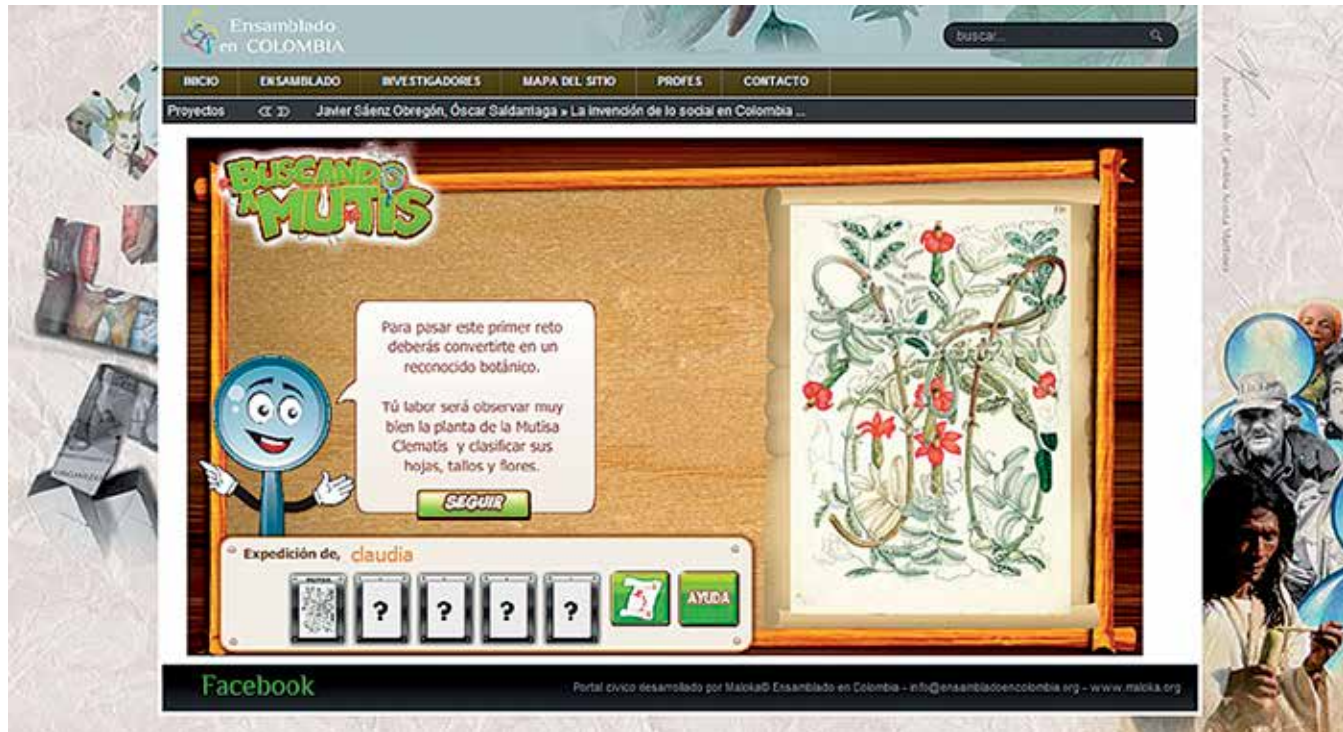 Ensamblado
en COLOMBIA
buscar...
INICIO ENSAMBLADO INVESTIGADORES MAPA DEL SITIO PROFES CONTACTO
Proyectos Javier Sáenz Obregón, Óscar Saldarriaga » La invención de lo social en Colombia ...
BUSCANDO
A MUTIS
Para pasar este primer reto
deberás convertirte en un
reconocido botánico.
Tú labor será observar muy
bien la planta de la Mutisa
Clematis y clasificar sus
hojas, tallos y flores.
SEGUIR
Expedición de, claudia
? ? ? ?
AYUDA
Facebook
Portal cívico desarrollado por Maloka© Ensamblado en Colombia - info@ensambladoencolombia.org - www.maloka.org